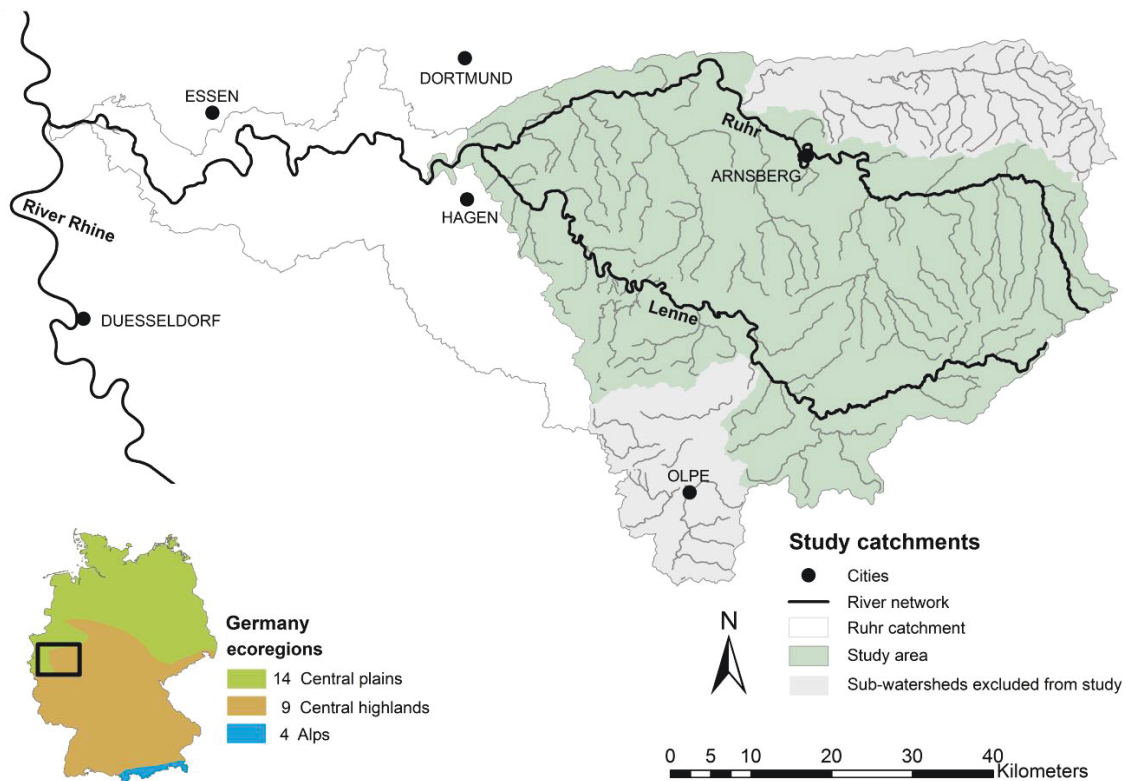 DORTMUND
ESSEN
Ruhr
ARNSBERG
HAGEN
River Rhine
Lenne
DUESSELDORF
OLPE
Study catchments
Cities
River network
Ruhr catchment
Study area
Sub-watersheds excluded from study
N
Germany
ecoregions
14 Central plains
9 Central highlands
4 Alps
0 5 10 20 30 40
Kilometers